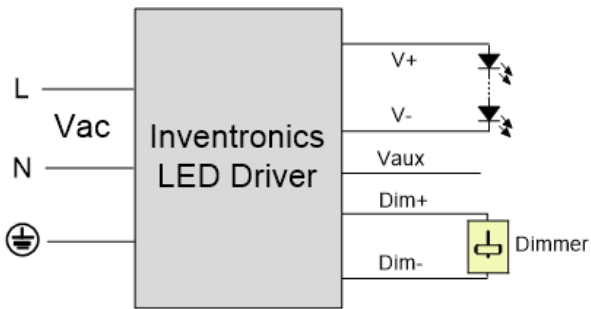 L
Vac
N
Inventronics
LED Driver
V+
V-
Vaux
Dim+
Dim-
Dimmer